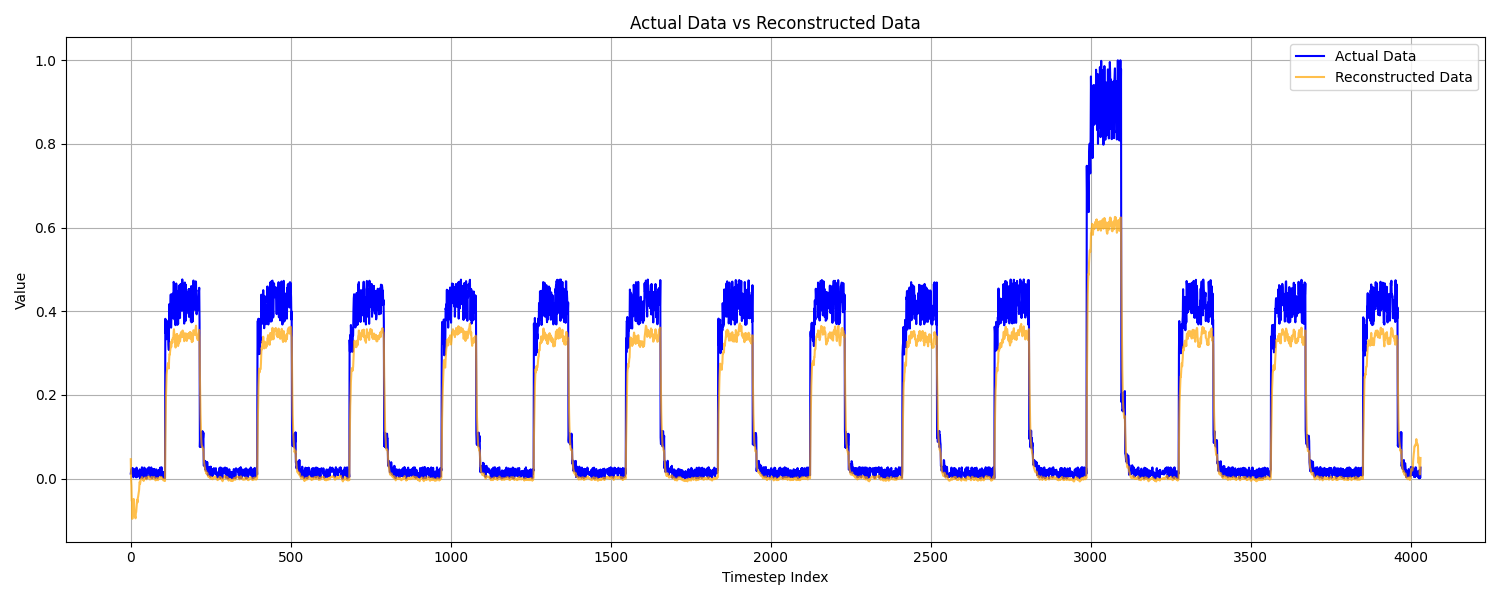 Actual Data vs Reconstructed Data
Actual Data
Reconstructed Data
Value
1.0
0.8
0.6
0.4
0.2
0.0
0 500 1000 1500 2000 2500 3000 3500 4000
Timestep Index